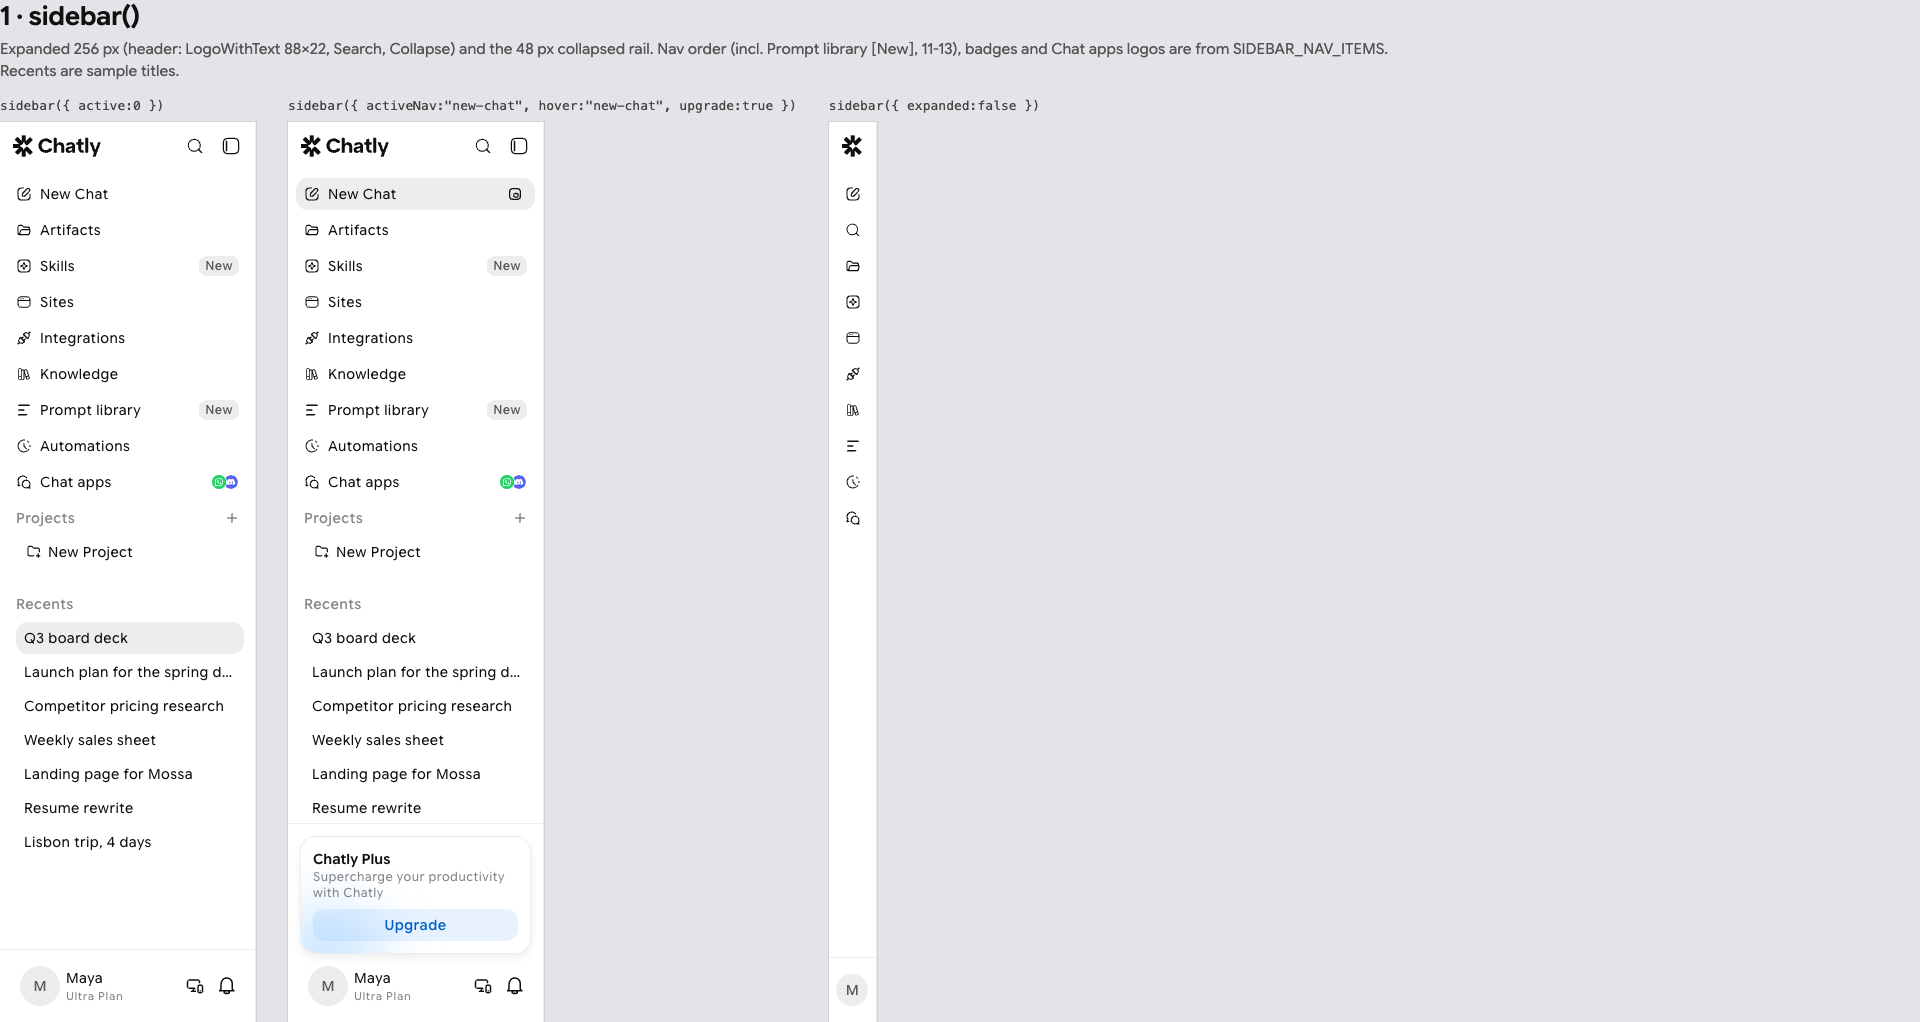 1 · sidebar()
Expanded 256 px (header: LogoWithText 88×22, Search, Collapse) and the 48 px collapsed rail. Nav order (incl. Prompt library [New], 11-13), badges and Chat apps logos are from SIDEBAR_NAV_ITEMS.
Recents are sample titles.
sidebar({ active:0 })
Chatly
New Chat
Artifacts
Skills New
Sites
Integrations
Knowledge
Prompt library New
Automations
Chat apps
Projects
New Project
Recents
Q3 board deck
Launch plan for the spring d...
Competitor pricing research
Weekly sales sheet
Landing page for Mossa
Resume rewrite
Lisbon trip, 4 days
M Maya
Ultra Plan
sidebar({ activeNav:"new-chat", hover:"new-chat", upgrade:true })
Chatly
New Chat
Artifacts
Skills New
Sites
Integrations
Knowledge
Prompt library New
Automations
Chat apps
Projects
New Project
Recents
Q3 board deck
Launch plan for the spring d...
Competitor pricing research
Weekly sales sheet
Landing page for Mossa
Resume rewrite
Chatly Plus
Supercharge your productivity
with Chatly
Upgrade
M Maya
Ultra Plan
sidebar({ expanded:false })
M